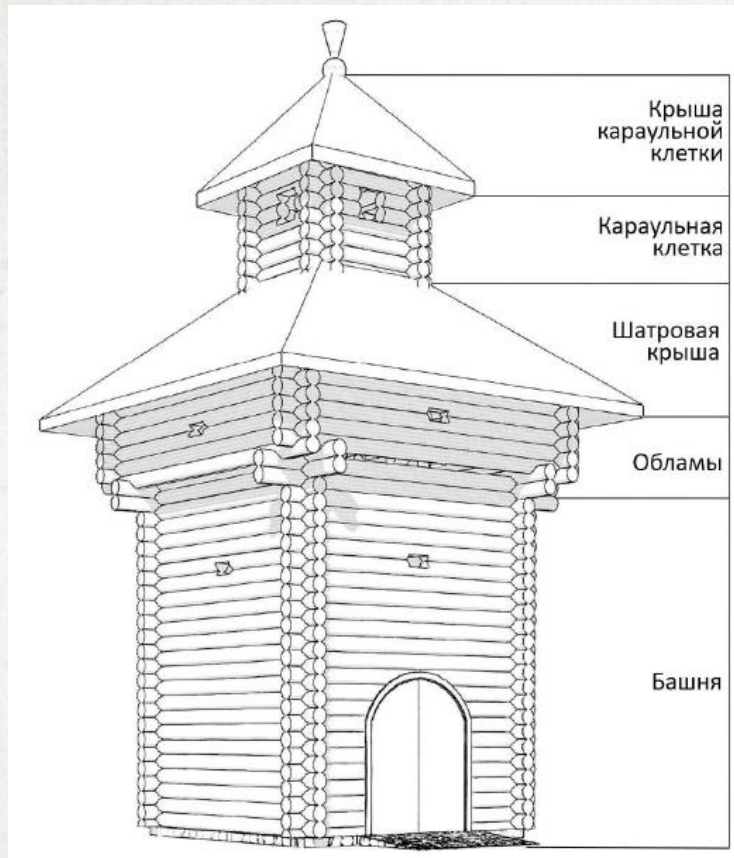 Крыша
караульной
клетки
Караульная
клетка
Шатровая
крыша
Обламы
Башня